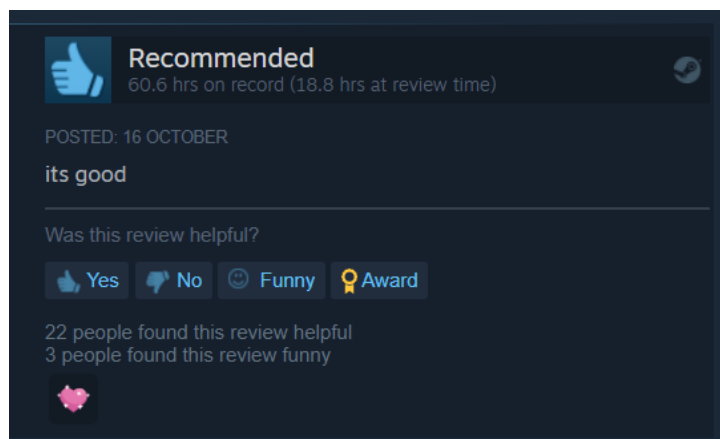 Recommended
60.6 hrs on record (18.8 hrs at review time)
POSTED: 16 OCTOBER
its good
Was this review helpful?
Yes No Funny Award
22 people found this review helpful
3 people found this review funny